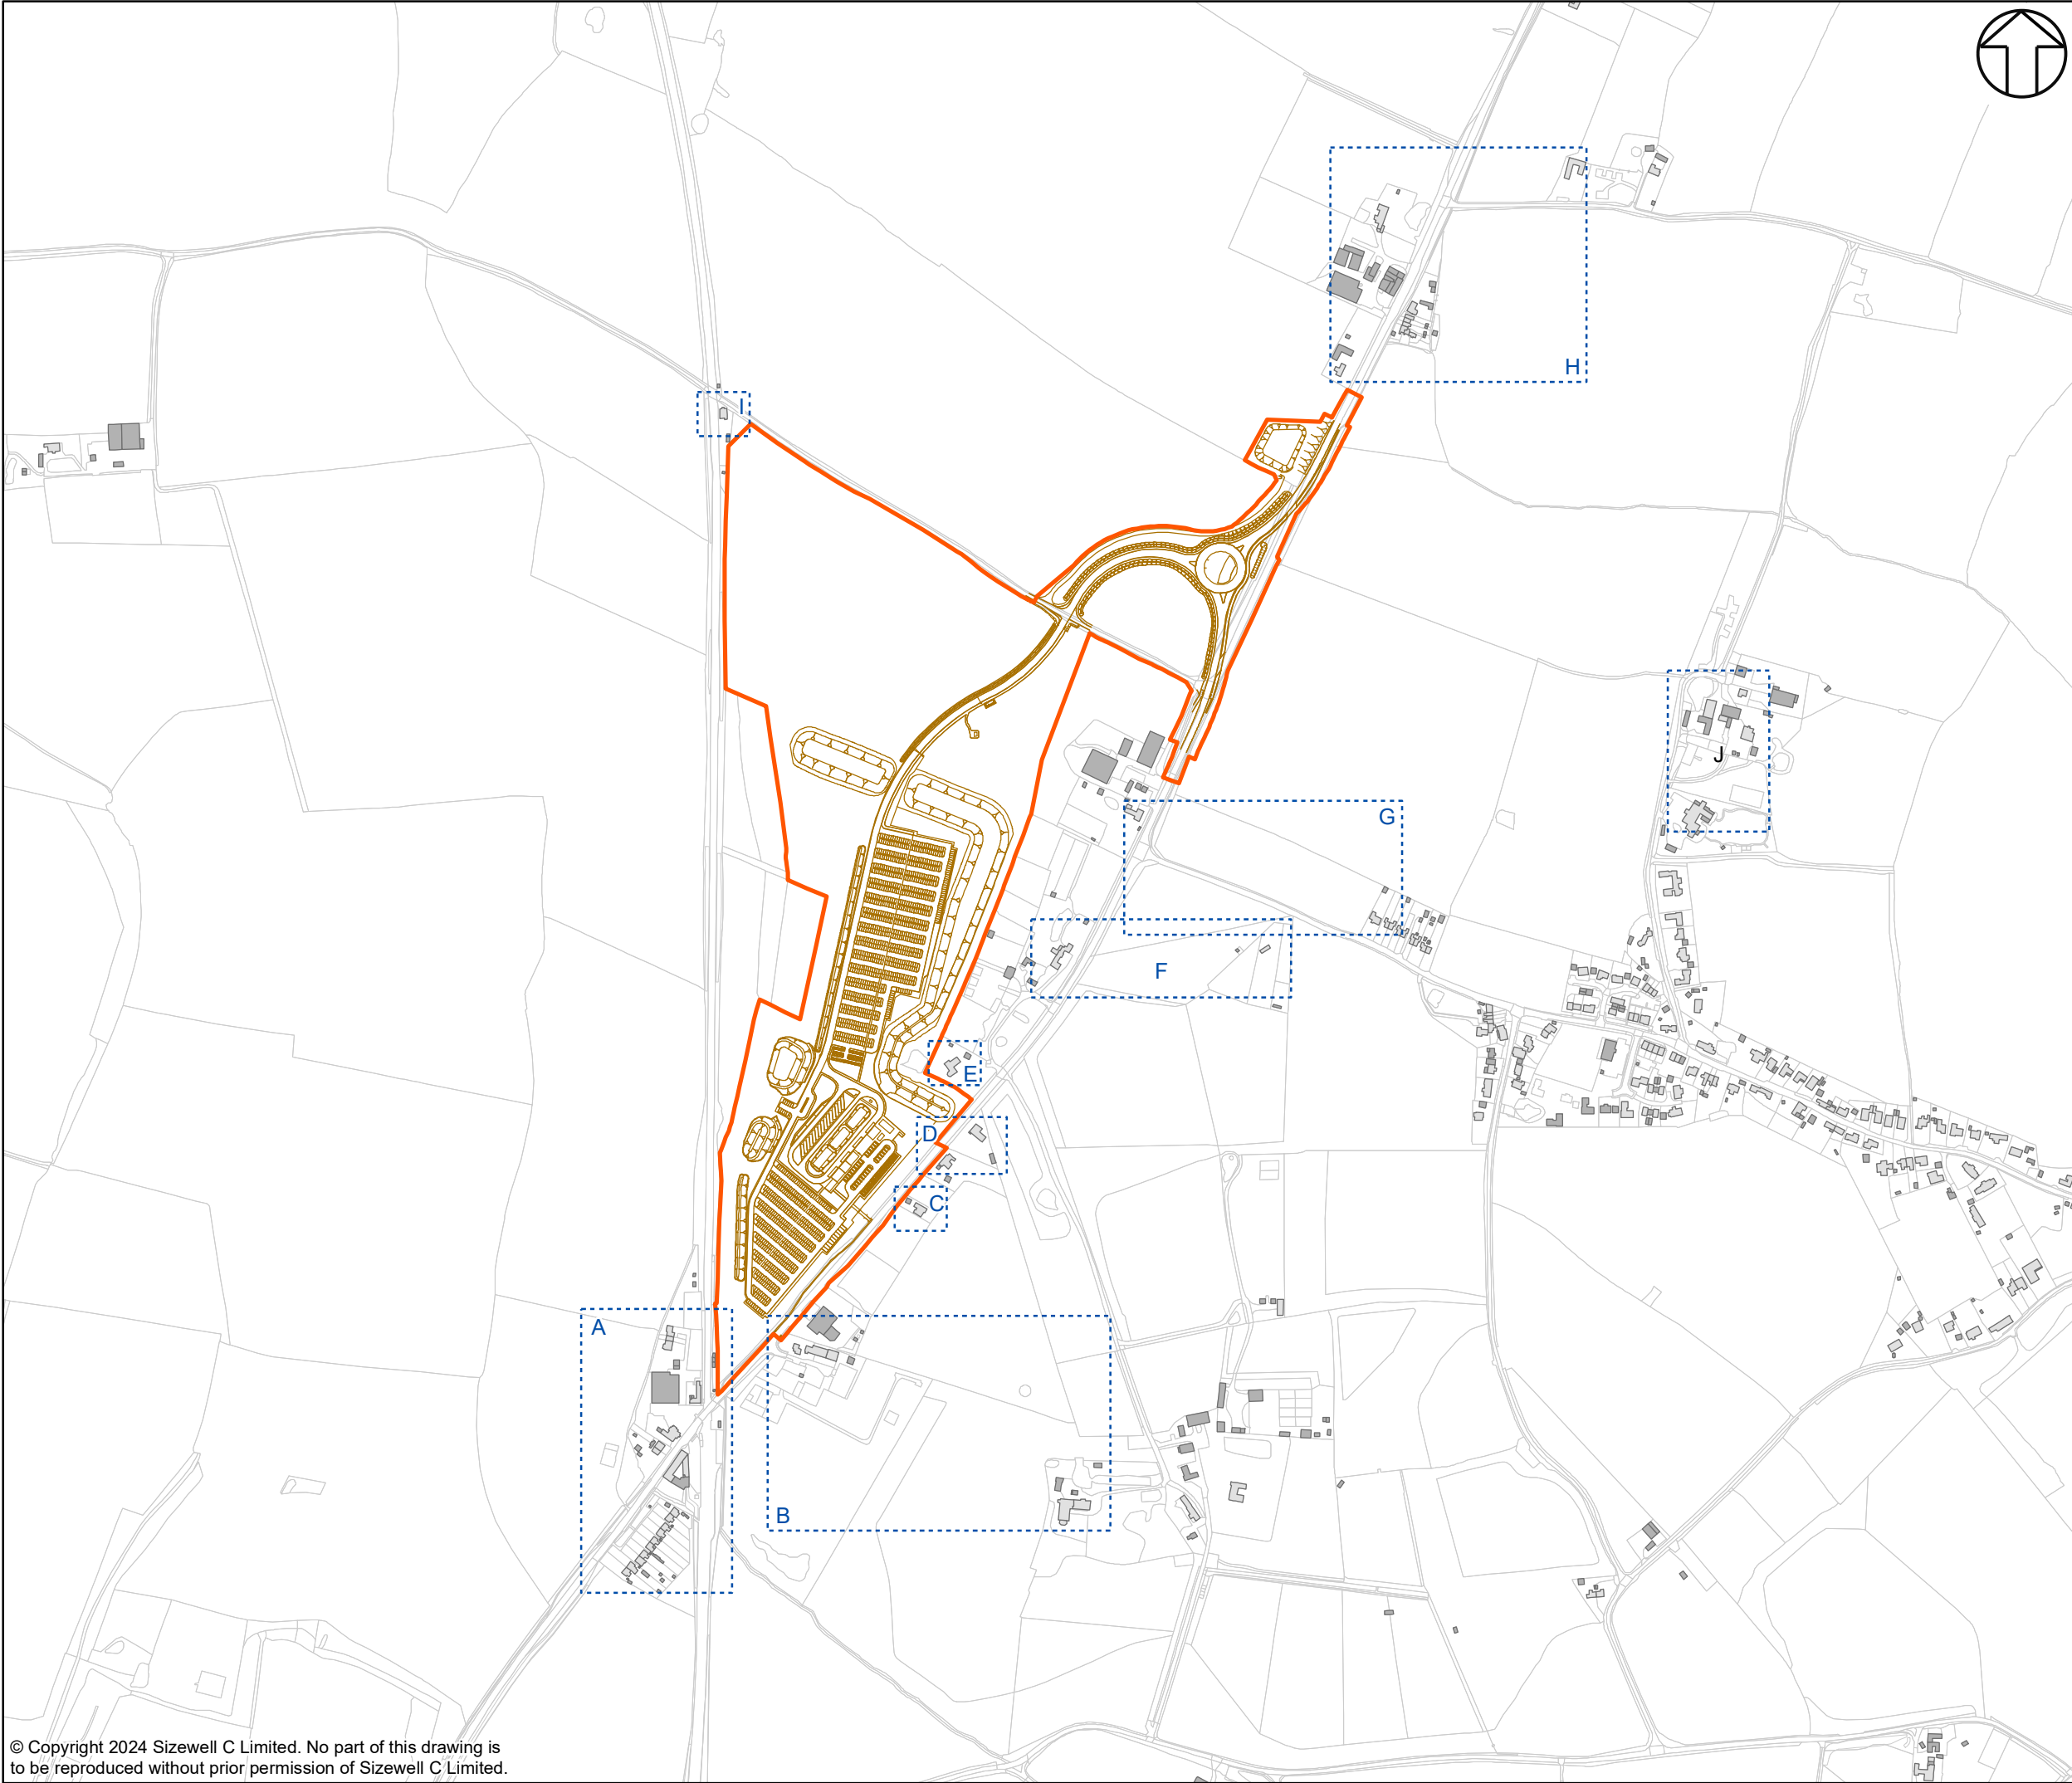 H
I
J
G
F
E
D
C
A
B
© Copyright 2024 Sizewell C Limited. No part of this drawing is
to be reproduced without prior permission of Sizewell C Limited.